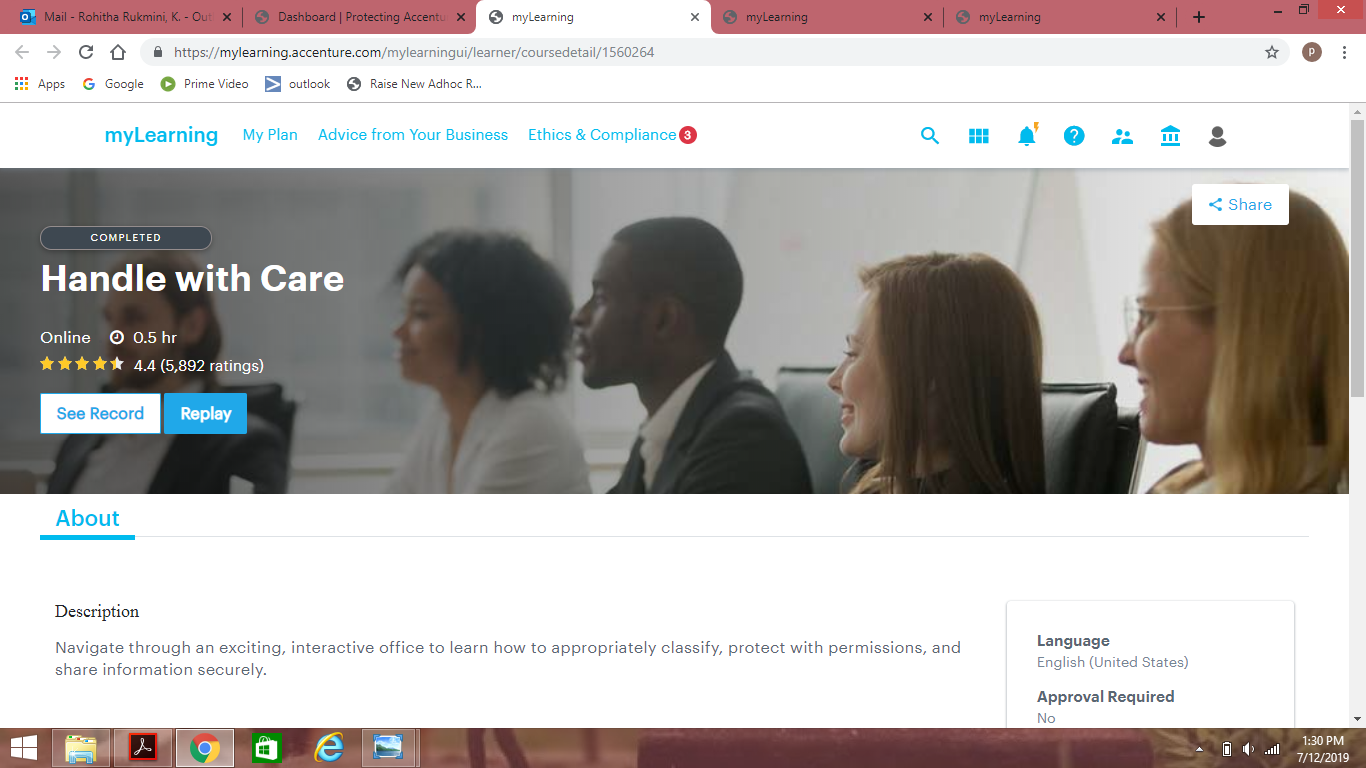 Mail - Rohitha Rukmini, K. - Out
Dashboard | Protecting Accentu
myLearning
myLearning
myLearning
https://mylearning.accenture.com/mylearningui/learner/coursedetail/1560264
P
Apps
Google
Prime Video
outlook
Raise New Adhoc R...
myLearning
My Plan
Advice from Your Business
Ethics & Compliance 3
Share
COMPLETED
Handle with Care
Online 0.5 hr
4.4 (5,892 ratings)
See Record
Replay
About
Description
Navigate through an exciting, interactive office to learn how to appropriately classify, protect with permissions, and
share information securely.
Language
English (United States)
Approval Required
No
1:30 PM
7/12/2019